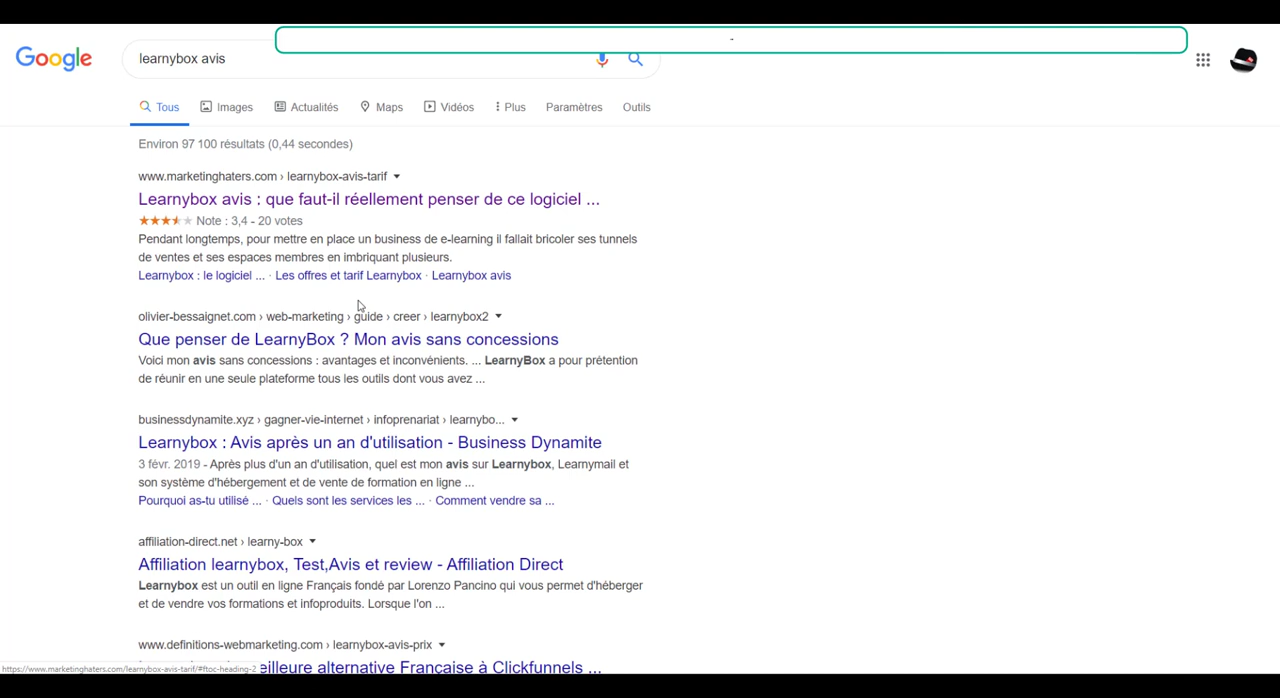 Google
learnybox avis
-
Tous Images Actualités Maps Vidéos Plus Paramètres Outils
Environ 97 100 résultats (0,44 secondes)
www.marketinghaters.com › learnybox-avis-tarif
Learnybox avis : que faut-il réellement penser de ce logiciel ...
Note : 3,4 - 20 votes
Pendant longtemps, pour mettre en place un business de e-learning il fallait bricoler ses tunnels
de ventes et ses espaces membres en imbriquant plusieurs.
Learnybox : le logiciel ... · Les offres et tarif Learnybox · Learnybox avis
olivier-bessaignet.com › web-marketing › guide › creer › learnybox2
Que penser de LearnyBox ? Mon avis sans concessions
Voici mon avis sans concessions : avantages et inconvénients. ... LearnyBox a pour prétention
de réunir en une seule plateforme tous les outils dont vous avez ...
businessdynamite.xyz › gagner-vie-internet › infoprenariat › learnybo...
Learnybox : Avis après un an d'utilisation - Business Dynamite
3 févr. 2019 - Après plus d'un an d'utilisation, quel est mon avis sur Learnybox, Learnymail et
son système d'hébergement et de vente de formation en ligne ...
Pourquoi as-tu utilisé ... · Quels sont les services les ... · Comment vendre sa ...
affiliation-direct.net › learny-box
Affiliation learnybox, Test,Avis et review - Affiliation Direct
Learnybox est un outil en ligne Français fondé par Lorenzo Pancino qui vous permet d'héberger
et de vendre vos formations et infoproduits. Lorsque l'on ...
www.definitions-webmarketing.com › learnybox-avis-prix
eilleure alternative Française à Clickfunnels ...
https://www.marketinghaters.com/learnybox-avis-tarif/#ftoc-heading-2